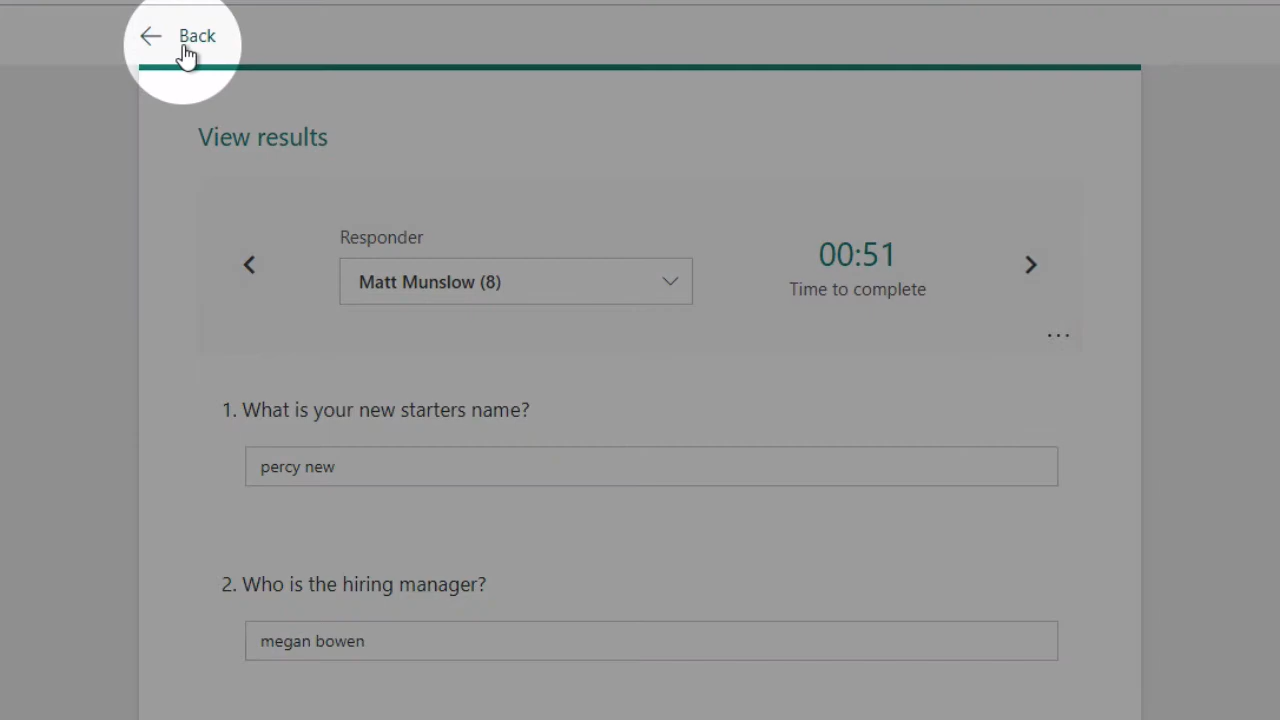 Back
View results
Responder
Matt Munslow (8)
00:51
Time to complete
...
1. What is your new starters name?
percy new
2. Who is the hiring manager?
megan bowen